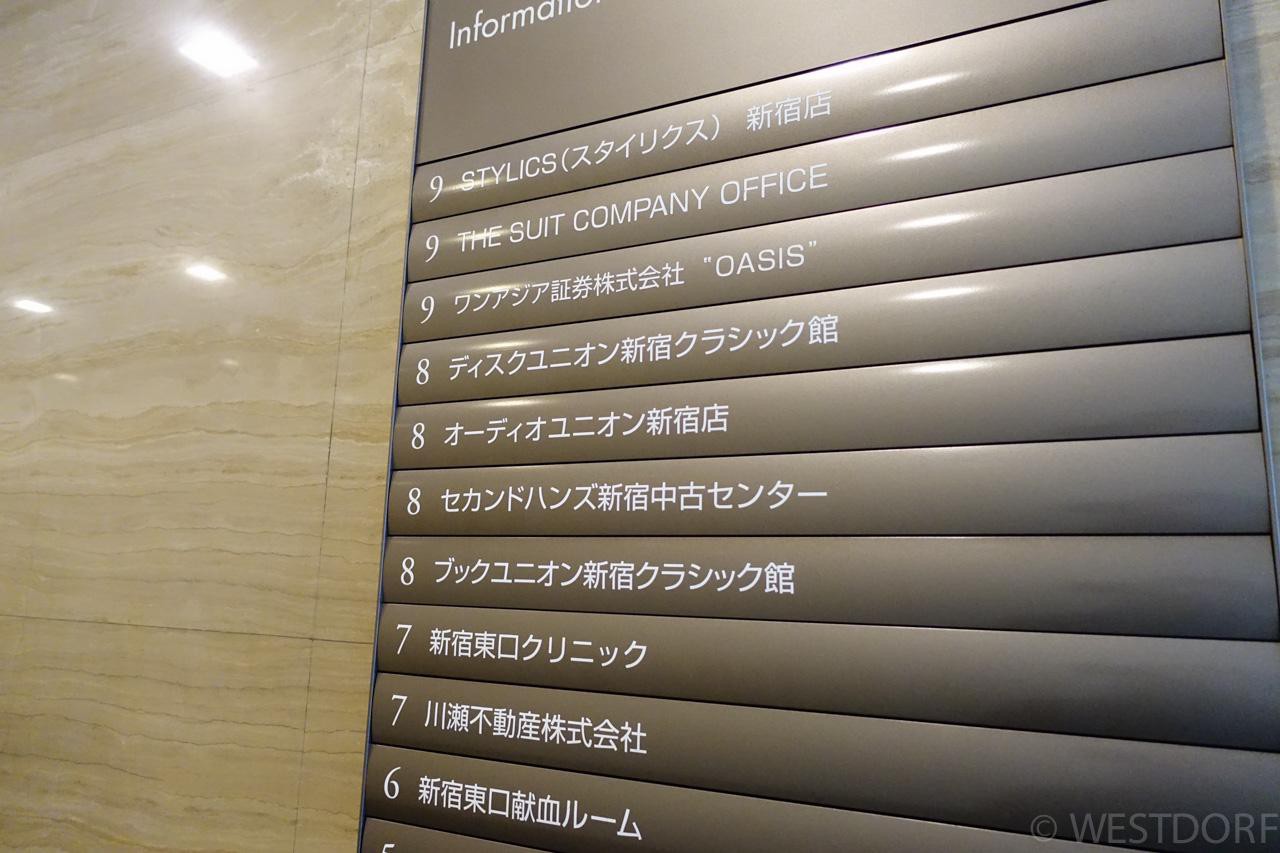 Information
9 STYLICS(スタイリクス) 新宿店
9 THE SUIT COMPANY OFFICE
9 ワンアジア証券株式会社 “OASIS”
8 ディスクユニオン新宿クラシック館
8 オーディオユニオン新宿店
8 セカンドハンズ新宿中古センター
8 ブックユニオン新宿クラシック館
7 新宿東口クリニック
7 川瀬不動産株式会社
6 新宿東口献血ルーム
5
© WESTDORF